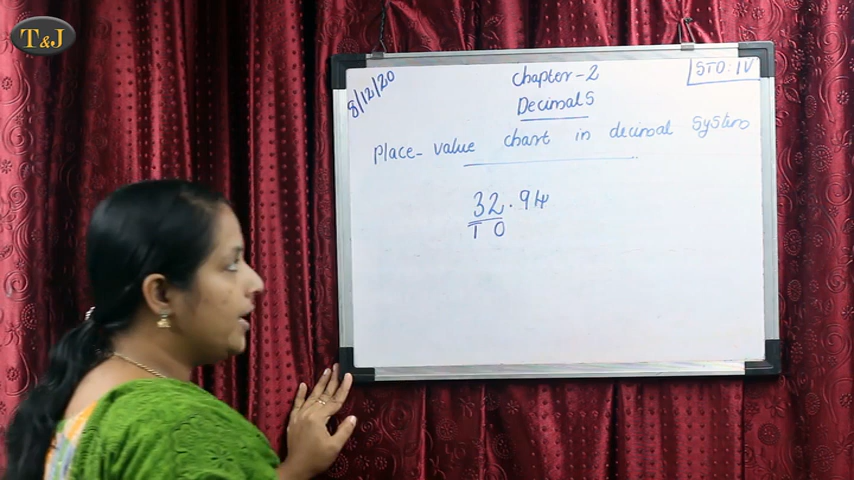 T&J
8/12/20
Chapter-2
STD: IV
Decimals
Place-value chart in decimal system
32.94
T O